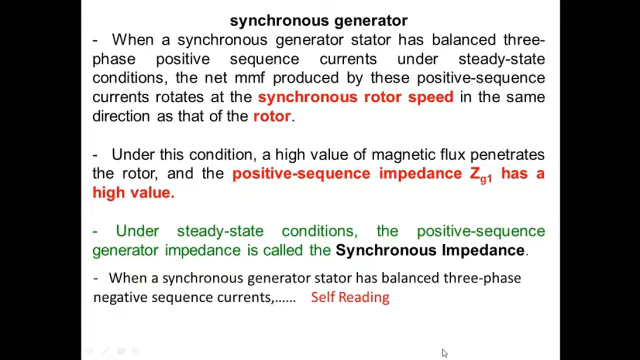 synchronous generator
- When a synchronous generator stator has balanced three-
phase positive sequence currents under steady-state
conditions, the net mmf produced by these positive-sequence
currents rotates at the synchronous rotor speed in the same
direction as that of the rotor.
- Under this condition, a high value of magnetic flux penetrates
the rotor, and the positive-sequence impedance Zg1 has a
high value.
- Under steady-state conditions, the positive-sequence
generator impedance is called the Synchronous Impedance.
- When a synchronous generator stator has balanced three-phase
negative sequence currents,...... Self Reading